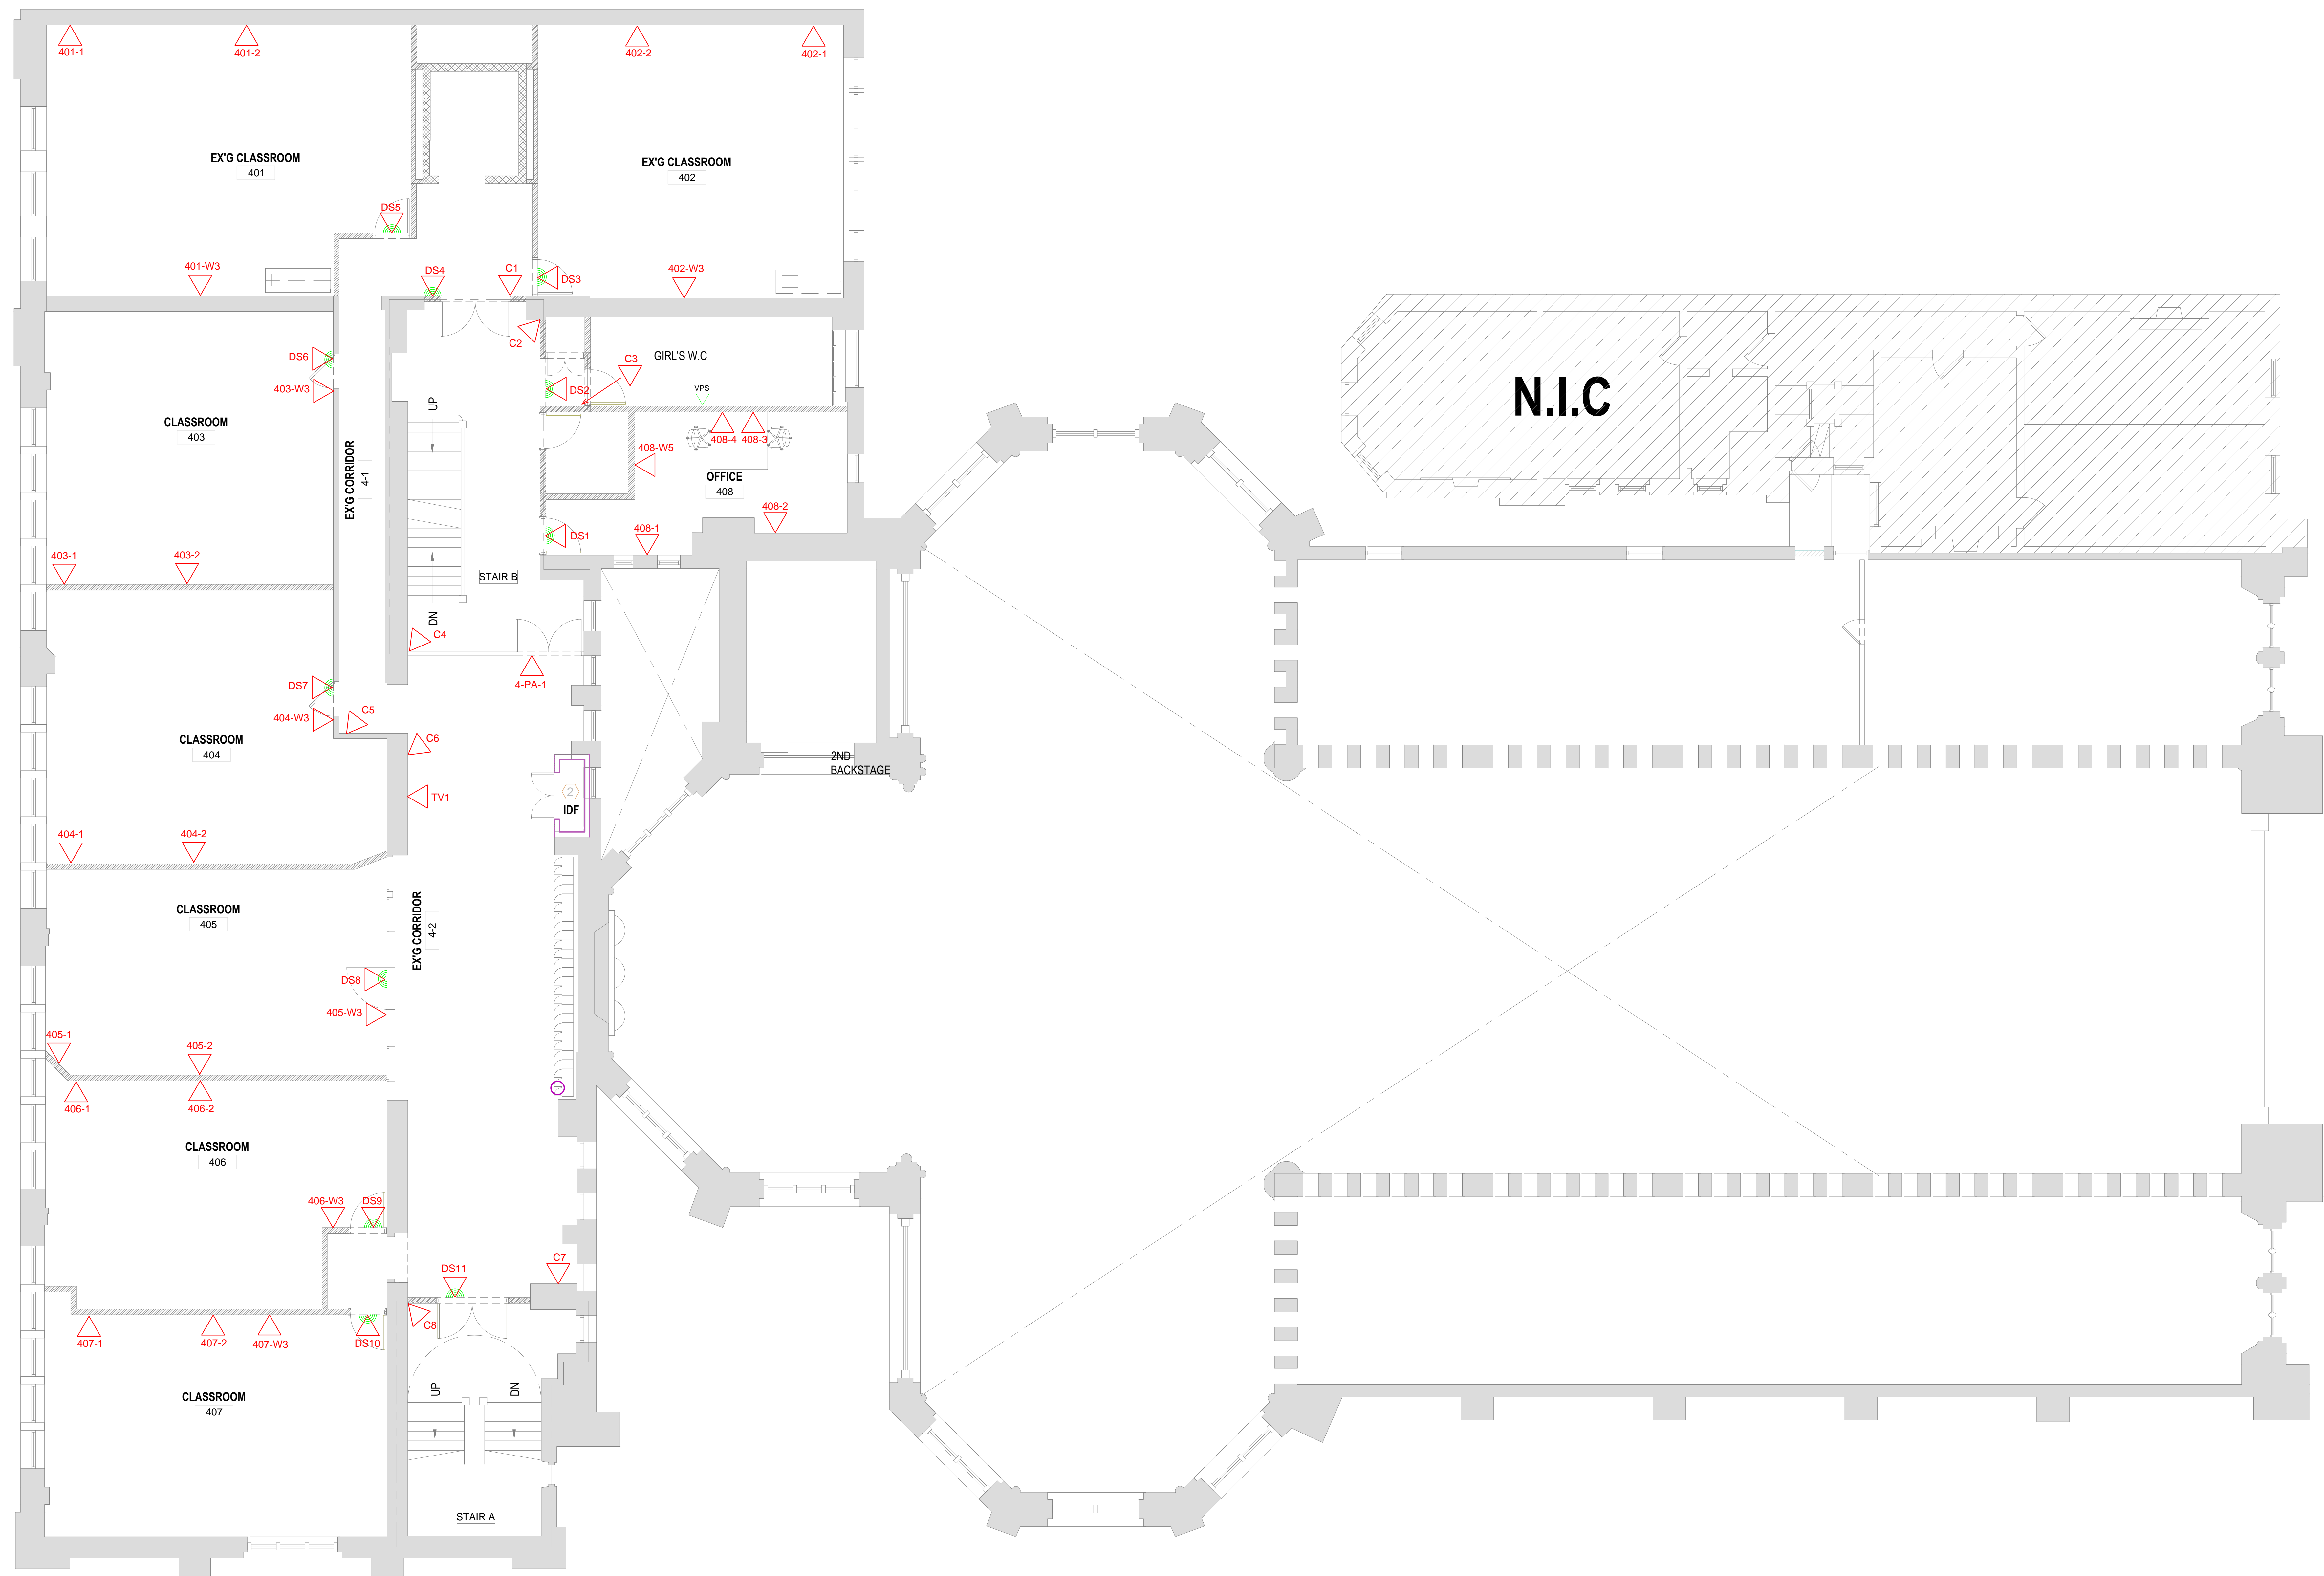 401-1
401-2
402-2
402-1
EX'G CLASSROOM
401
EX'G CLASSROOM
402
DS5
401-W3
DS4
C1
DS3
402-W3
C2
GIRL'S W.C
C3
DS6
403-W3
DS2
VPS
UP
CLASSROOM
403
EX'G CORRIDOR
4-1
408-4
408-3
408-W5
OFFICE
408
N.I.C
408-2
408-1
DS1
403-1
403-2
STAIR B
DN
C4
4-PA-1
DS7
404-W3
C5
C6
CLASSROOM
404
2ND
BACKSTAGE
TV1
2
IDF
404-1
404-2
CLASSROOM
405
EX'G CORRIDOR
4-2
DS8
405-W3
405-1
405-2
406-1
406-2
CLASSROOM
406
406-W3
DS9
C7
DS11
C8
407-1
407-2
407-W3
DS10
CLASSROOM
407
UP
DN
STAIR A